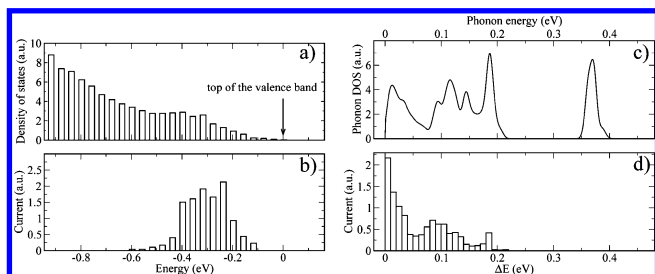 Phonon energy (eV)
0 0.1 0.2 0.3 0.4
10
8
6
4
2
0
Density of states (a.u.)
a)
top of the valence band
6
4
2
0
Phonon DOS (a.u.)
c)
2.5
2
1.5
1
0.5
0
Current (a.u.)
b)
-0.8 -0.6 -0.4 -0.2 0
Energy (eV)
2
1.5
1
0.5
0
Current (a.u.)
d)
0 0.1 0.2 0.3 0.4
ΔE (eV)